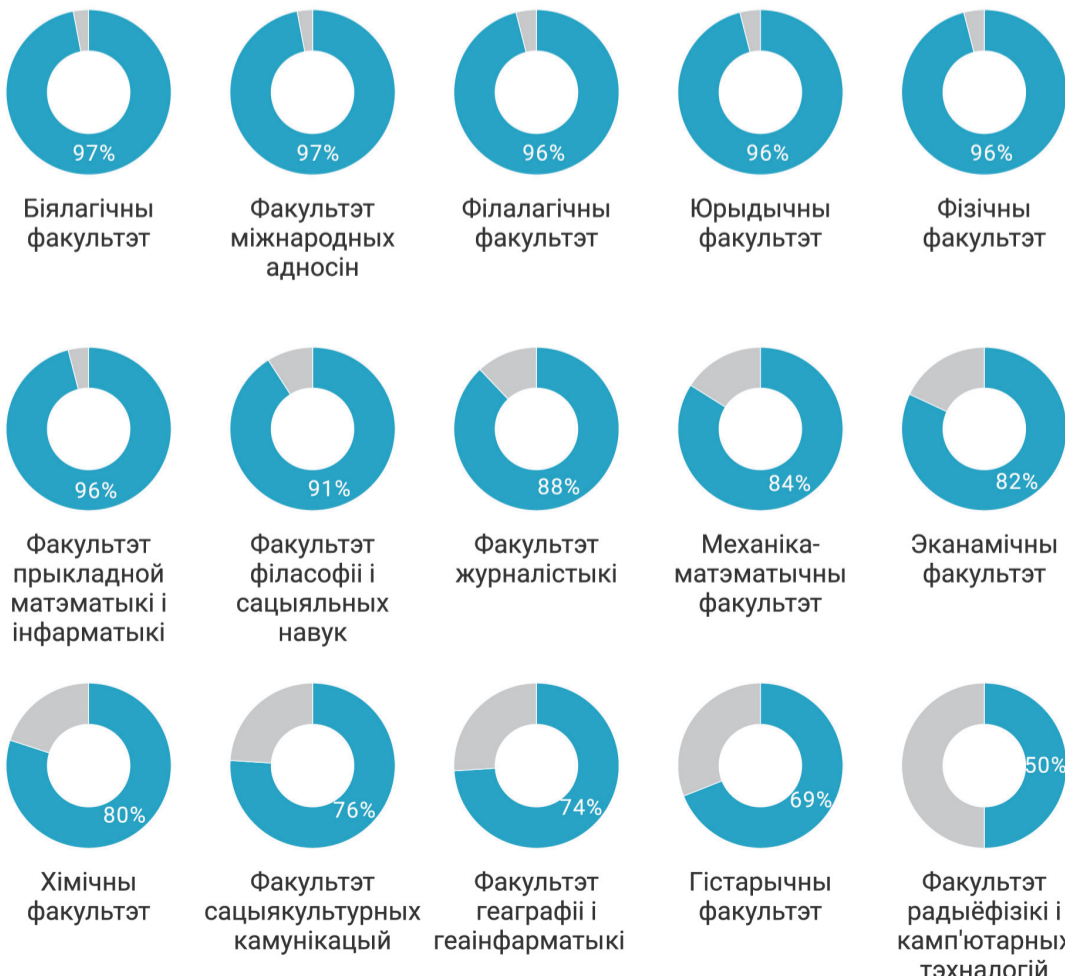 97%
97%
96%
96%
96%
Біялагічны
факультэт
Факультэт
міжнародных
адносін
Філалагічны
факультэт
Юрыдычны
факультэт
Фізічны
факультэт
96%
91%
88%
84%
82%
Факультэт
прыкладной
матэматыкі і
інфарматыкі
Факультэт
філасофіі і
сацыяльных
навук
Факультэт
журналістыкі
Механіка-
матэматычны
факультэт
Эканамічны
факультэт
80%
76%
74%
69%
50%
Хімічны
факультэт
Факультэт
сацыякультурных
камунікацый
Факультэт
геаграфіі і
геаінфарматыкі
Гістарычны
факультэт
Факультэт
радыёфізікі і
камп'ютарных
тэхналогій